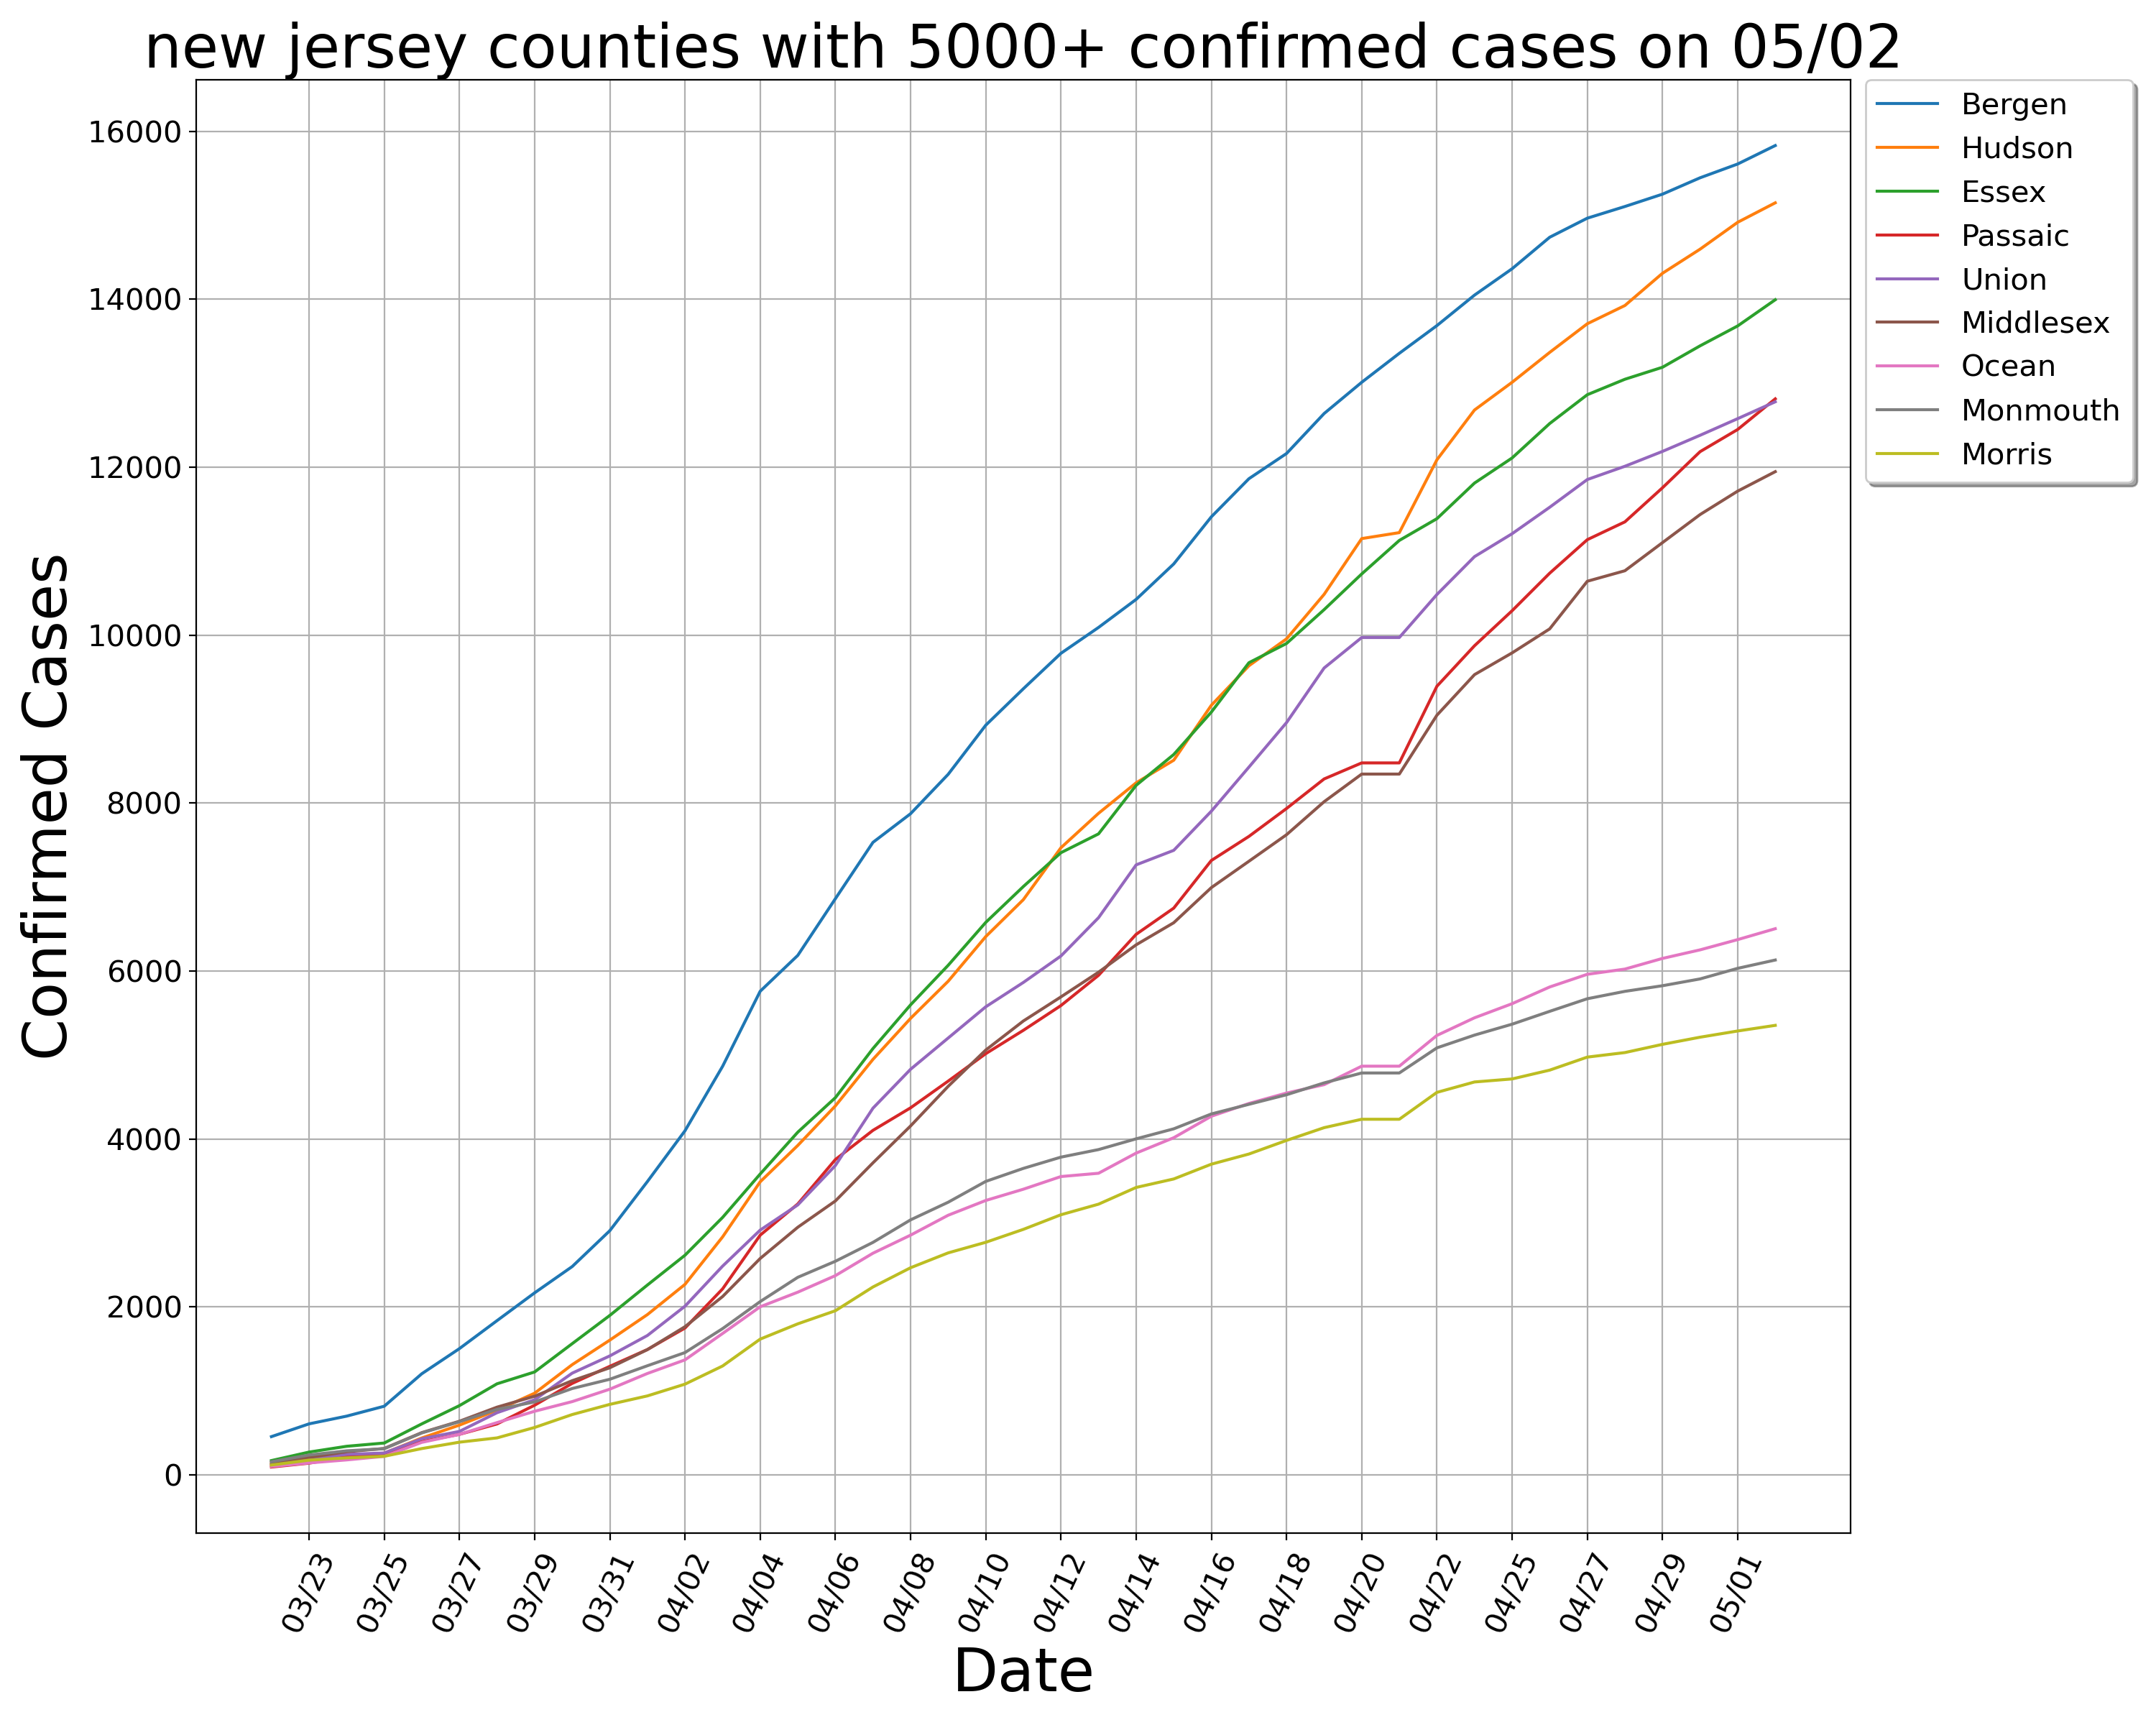 new jersey counties with 5000+ confirmed cases on 05/02
Bergen
Hudson
Essex
Passaic
Union
Middlesex
Ocean
Monmouth
Morris
Confirmed Cases
16000
14000
12000
10000
8000
6000
4000
2000
0
03/23
03/25
03/27
03/29
03/31
04/02
04/04
04/06
04/08
04/10
04/12
04/14
04/16
04/18
04/20
04/22
04/25
04/27
04/29
05/01
Date